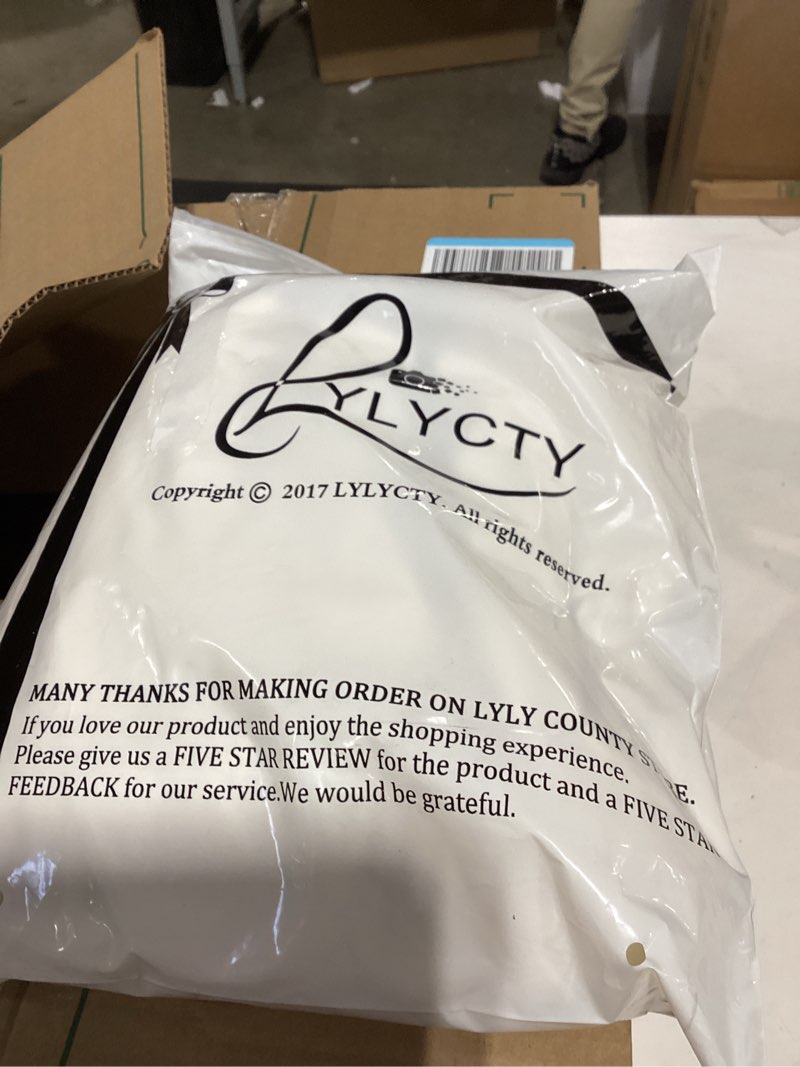 LYLYCTY
Copyright © 2017 LYLYCTY. All rights reserved.
MANY THANKS FOR MAKING ORDER ON LYLY COUNTY
If you love our product and enjoy the shopping experience.
Please give us a FIVE STAR REVIEW for the product and a FIVE STAR
FEEDBACK for our service.We would be grateful.